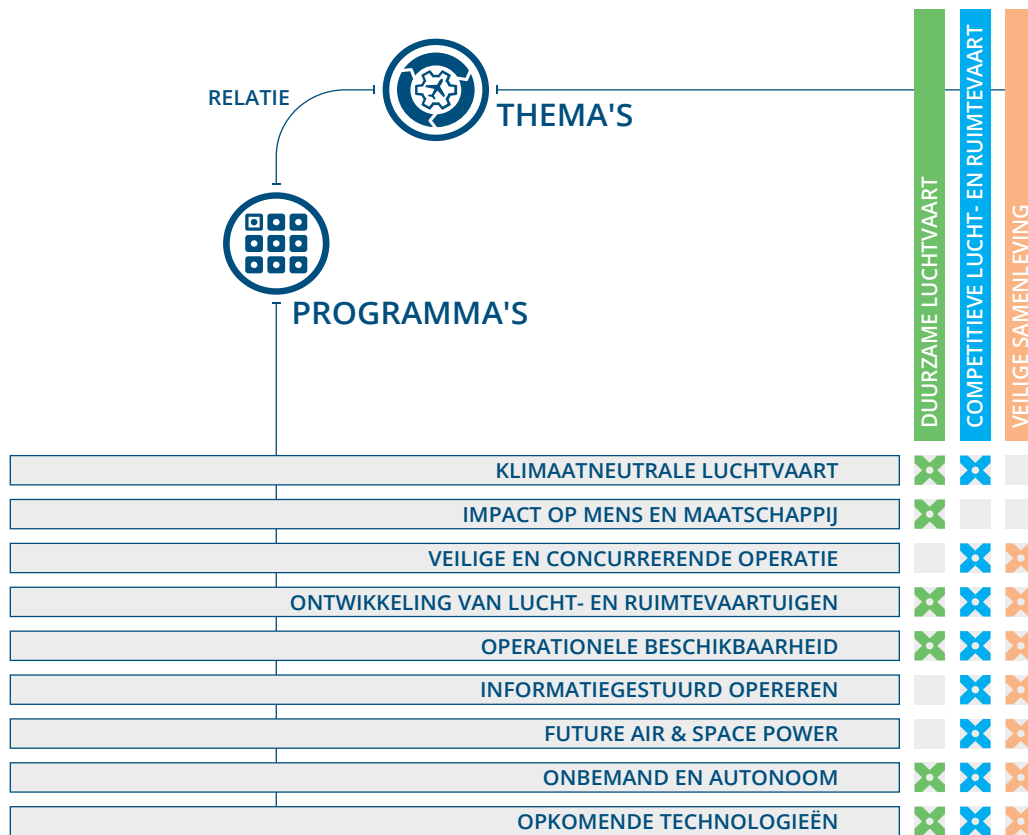 RELATIE
THEMA'S
PROGRAMMA'S
DUURZAME LUCHTVAART
COMPETITIEVE LUCHT- EN RUIMTEVAART
VEILIGE SAMENLEVING
KLIMAATNEUTRALE LUCHTVAART
IMPACT OP MENS EN MAATSCHAPPIJ
VEILIGE EN CONCURRERENDE OPERATIE
ONTWIKKELING VAN LUCHT- EN RUIMTEVAARTUIGEN
OPERATIONELE BESCHIKBAARHEID
INFORMATIEGESTUURD OPEREREN
FUTURE AIR & SPACE POWER
ONBEMAND EN AUTONOOM
OPKOMENDE TECHNOLOGIEËN